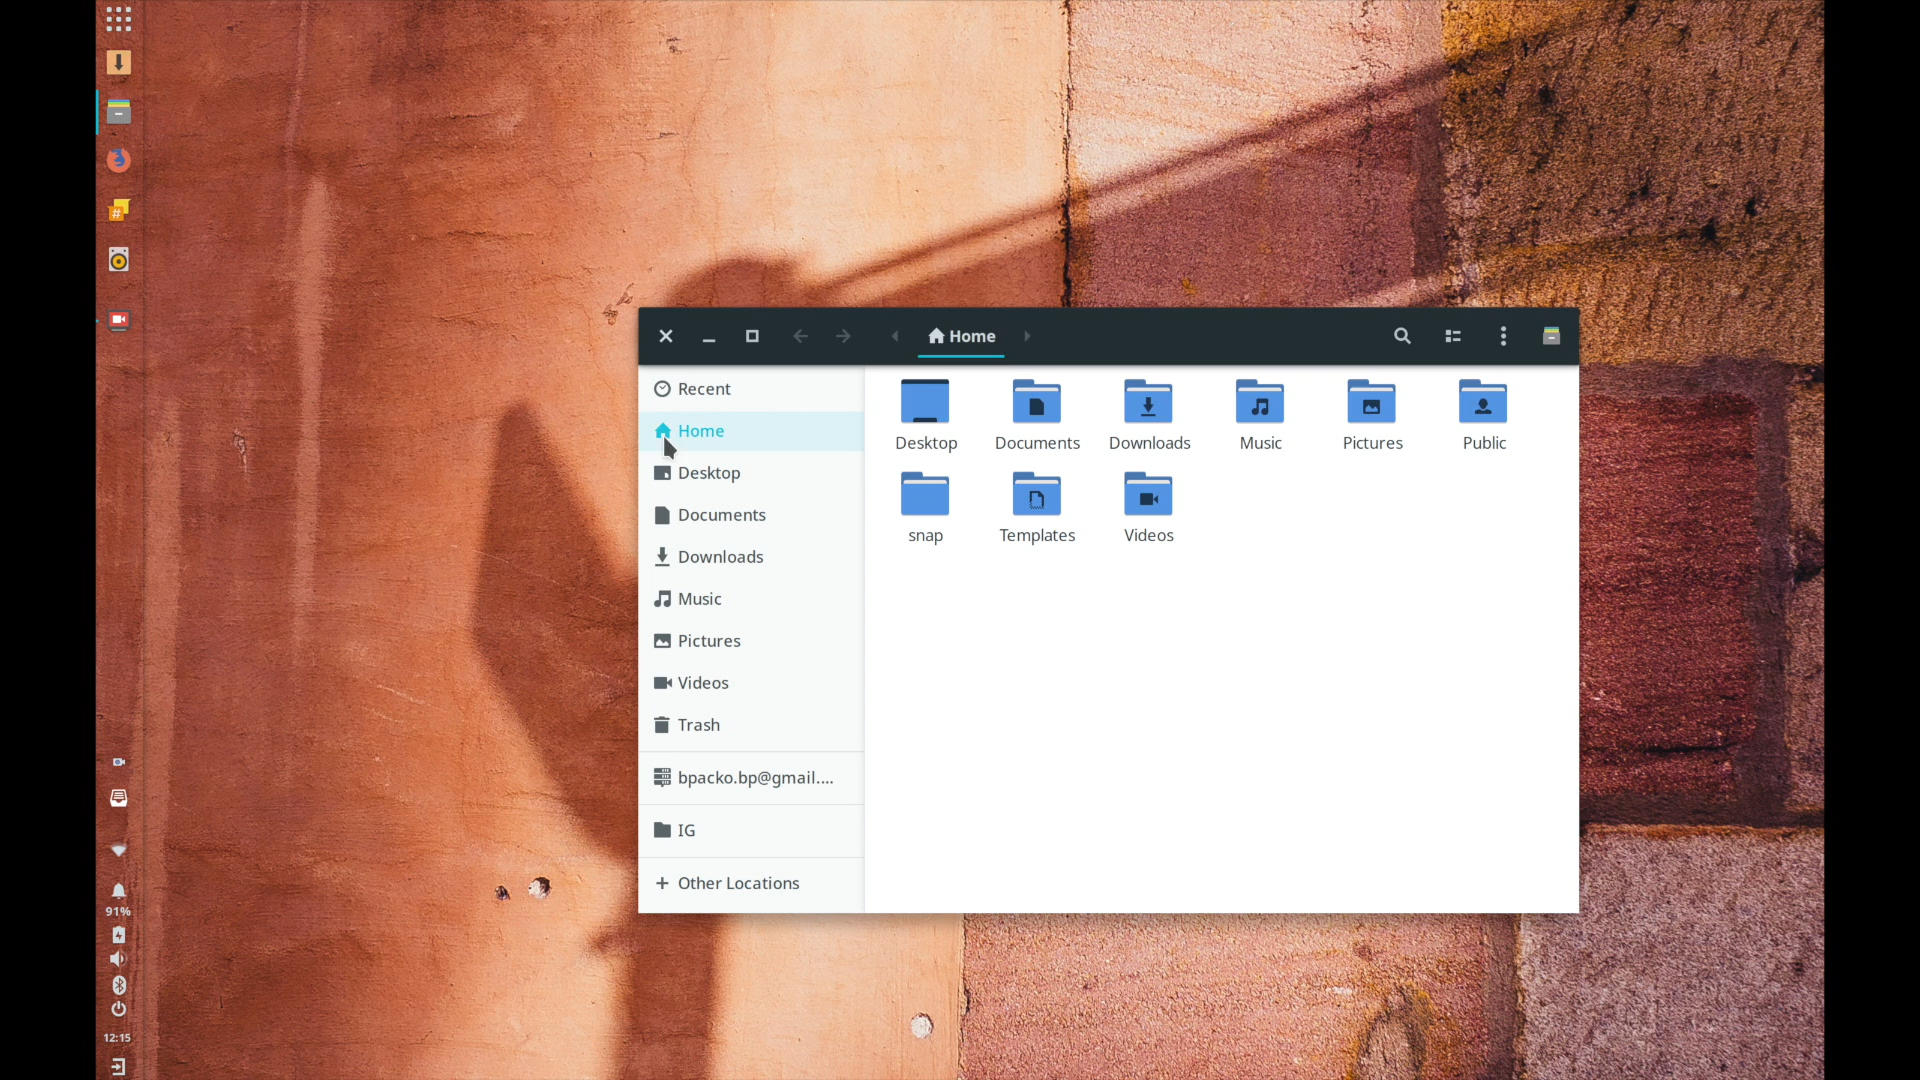 Home
Recent
Home
Desktop
Documents
Downloads
Music
Pictures
Videos
Trash
bpacko.bp@gmail....
IG
Other Locations
Desktop
Documents
Downloads
Music
Pictures
Public
snap
Templates
Videos
#
91%
12:15